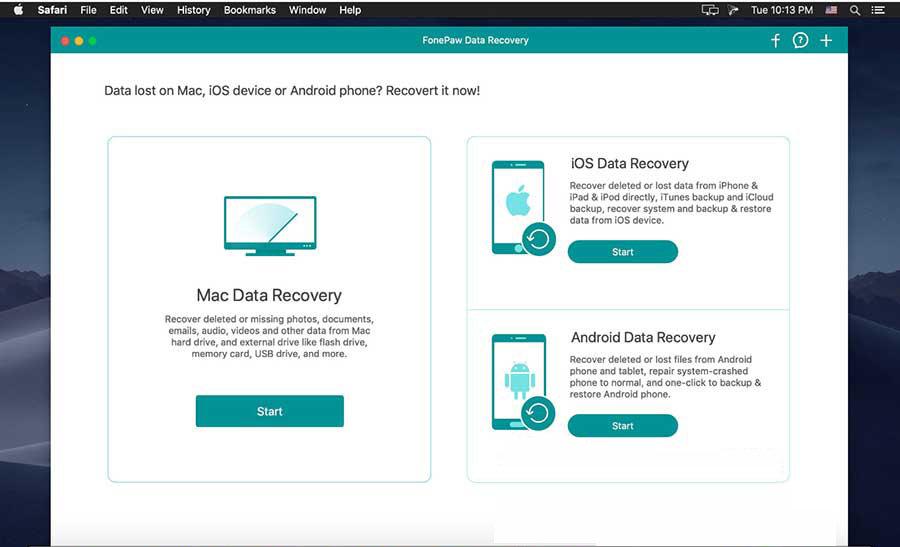 Safari File Edit View History Bookmarks Window Help Tue 10:13 PM
FonePaw Data Recovery
Data lost on Mac, iOS device or Android phone? Recovert it now!
Mac Data Recovery
Recover deleted or missing photos, documents,
emails, audio, videos and other data from Mac
hard drive, and external drive like flash drive,
memory card, USB drive, and more.
Start
iOS Data Recovery
Recover deleted or lost data from iPhone &
iPad & iPod directly, iTunes backup and iCloud
backup, recover system and backup & restore
data from iOS device.
Start
Android Data Recovery
Recover deleted or lost files from Android
phone and tablet, repair system-crashed
phone to normal, and one-click to backup &
restore Android phone.
Start